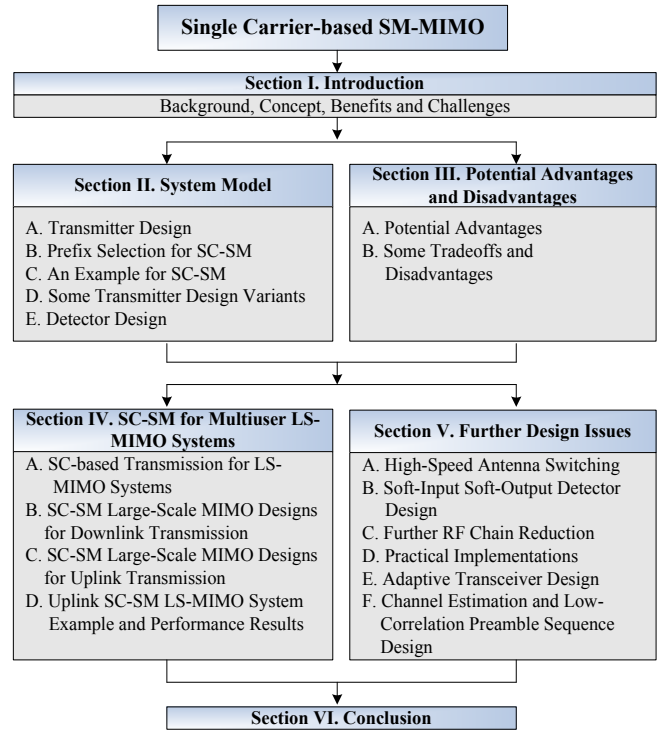 Single Carrier-based SM-MIMO
Section I. Introduction
Background, Concept, Benefits and Challenges
Section II. System Model
A. Transmitter Design
B. Prefix Selection for SC-SM
C. An Example for SC-SM
D. Some Transmitter Design Variants
E. Detector Design
Section III. Potential Advantages
and Disadvantages
A. Potential Advantages
B. Some Tradeoffs and
Disadvantages
Section IV. SC-SM for Multiuser LS-
MIMO Systems
A. SC-based Transmission for LS-
MIMO Systems
B. SC-SM Large-Scale MIMO Designs
for Downlink Transmission
C. SC-SM Large-Scale MIMO Designs
for Uplink Transmission
D. Uplink SC-SM LS-MIMO System
Example and Performance Results
Section V. Further Design Issues
A. High-Speed Antenna Switching
B. Soft-Input Soft-Output Detector
Design
C. Further RF Chain Reduction
D. Practical Implementations
E. Adaptive Transceiver Design
F. Channel Estimation and Low-
Correlation Preamble Sequence
Design
Section VI. Conclusion